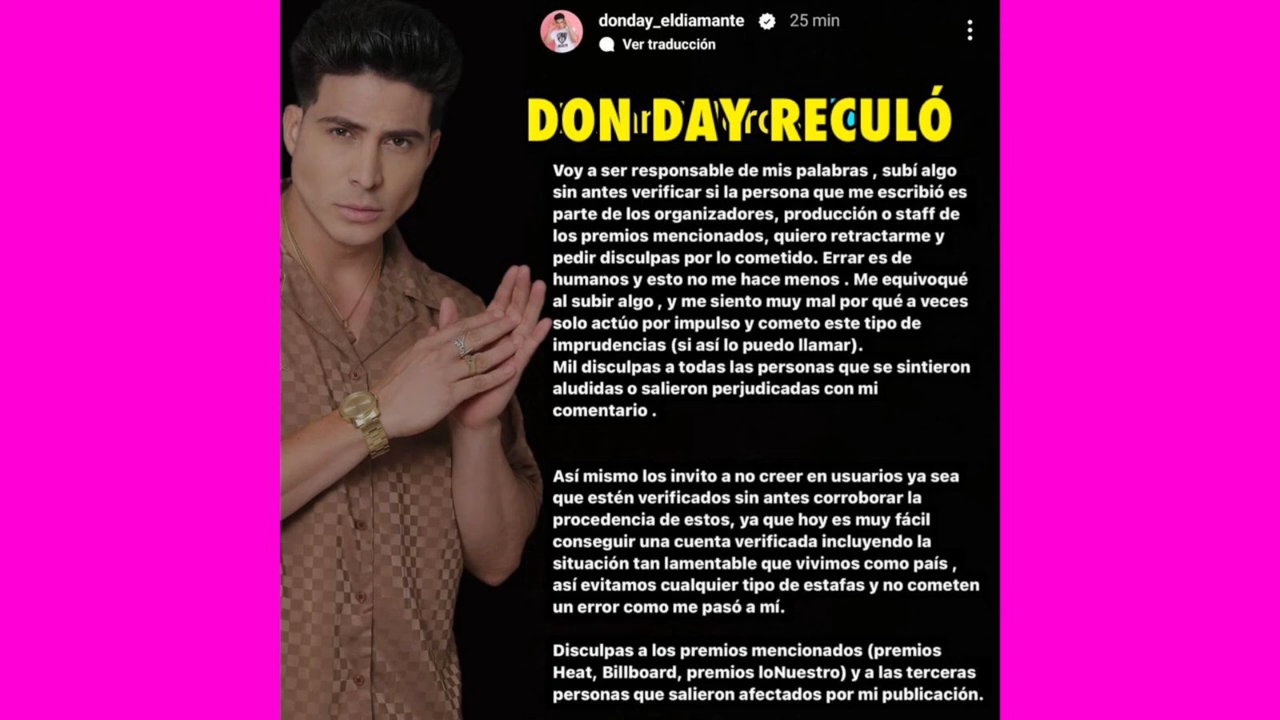 donday_eldiamante 25 min
Ver traducción
DON DAY RECULÓ
Voy a ser responsable de mis palabras , subí algo
sin antes verificar si la persona que me escribió es
parte de los organizadores, producción o staff de
los premios mencionados, quiero retractarme y
pedir disculpas por lo cometido. Errar es de
humanos y esto no me hace menos . Me equivoqué
al subir algo , y me siento muy mal por qué a veces
solo actúo por impulso y cometo este tipo de
imprudencias (si así lo puedo llamar).
Mil disculpas a todas las personas que se sintieron
aludidas o salieron perjudicadas con mi
comentario .
Así mismo los invito a no creer en usuarios ya sea
que estén verificados sin antes corroborar la
procedencia de estos, ya que hoy es muy fácil
conseguir una cuenta verificada incluyendo la
situación tan lamentable que vivimos como país ,
así evitamos cualquier tipo de estafas y no cometen
un error como me pasó a mí.
Disculpas a los premios mencionados (premios
Heat, Billboard, premios loNuestro) y a las terceras
personas que salieron afectados por mi publicación.